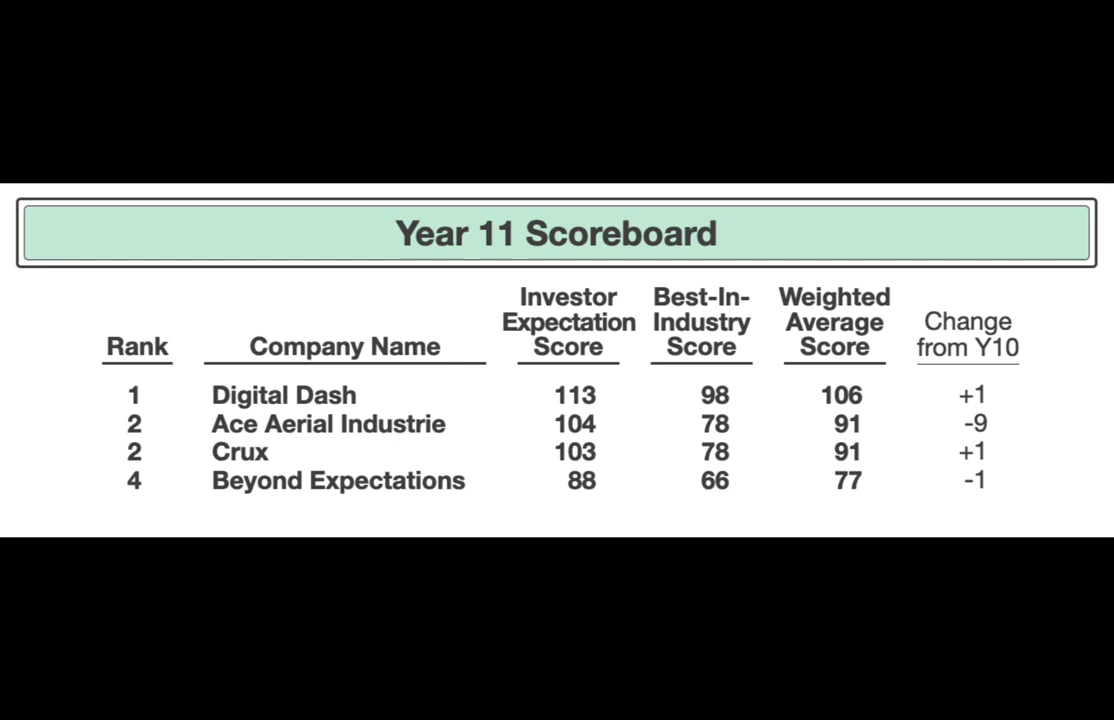 Year 11 Scoreboard
Investor Best-In- Weighted
Expectation Industry Average Change
Rank Company Name Score Score Score from Y10
1 Digital Dash 113 98 106 +1
2 Ace Aerial Industrie 104 78 91 -9
2 Crux 103 78 91 +1
4 Beyond Expectations 88 66 77 -1